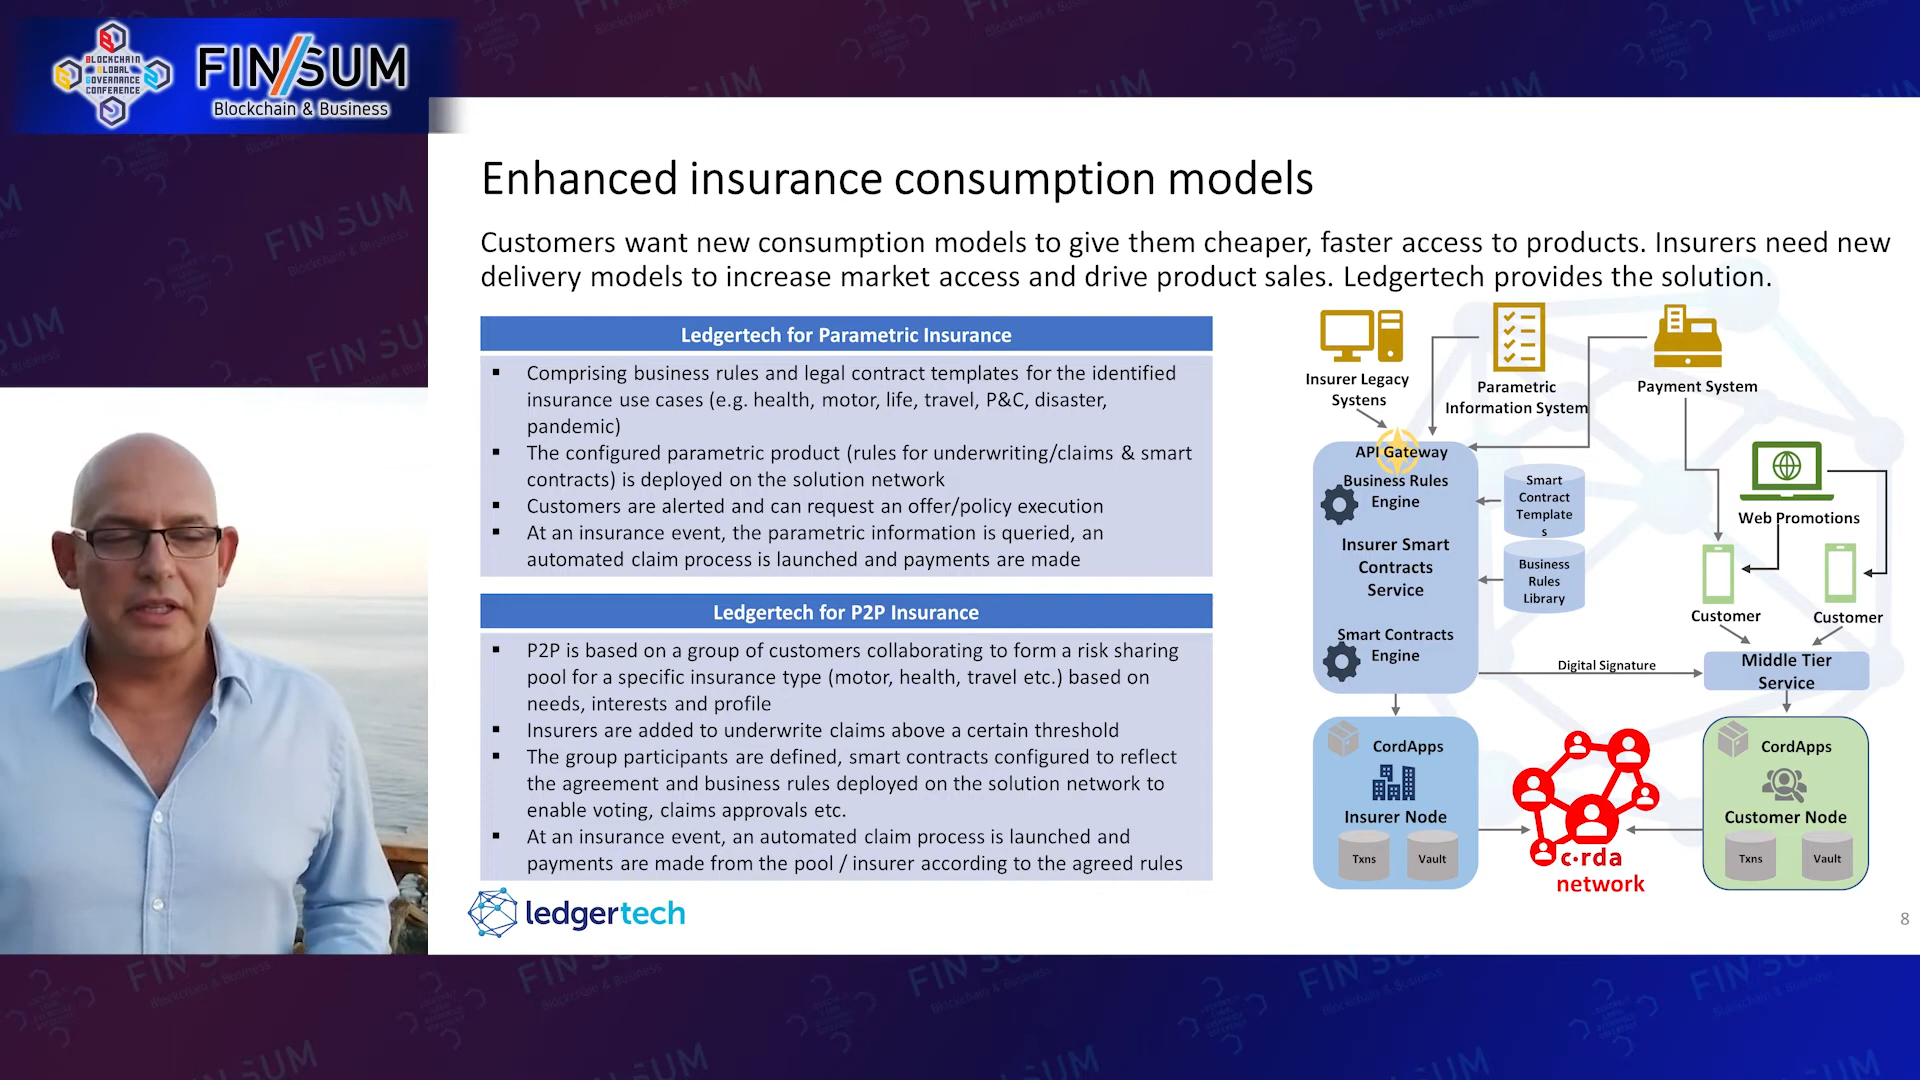 BLOCKCHAIN
GLOBAL
GOVERNANCE
CONFERENCE
FIN/SUM
Blockchain & Business
Enhanced insurance consumption models
Customers want new consumption models to give them cheaper, faster access to products. Insurers need new
delivery models to increase market access and drive product sales. Ledgertech provides the solution.
Ledgertech for Parametric Insurance
▪ Comprising business rules and legal contract templates for the identified
insurance use cases (e.g. health, motor, life, travel, P&C, disaster,
pandemic)
▪ The configured parametric product (rules for underwriting/claims & smart
contracts) is deployed on the solution network
▪ Customers are alerted and can request an offer/policy execution
▪ At an insurance event, the parametric information is queried, an
automated claim process is launched and payments are made
Ledgertech for P2P Insurance
▪ P2P is based on a group of customers collaborating to form a risk sharing
pool for a specific insurance type (motor, health, travel etc.) based on
needs, interests and profile
▪ Insurers are added to underwrite claims above a certain threshold
▪ The group participants are defined, smart contracts configured to reflect
the agreement and business rules deployed on the solution network to
enable voting, claims approvals etc.
▪ At an insurance event, an automated claim process is launched and
payments are made from the pool / insurer according to the agreed rules
ledgertech
Insurer Legacy
Systens
Parametric
Information System
Payment System
API Gateway
Business Rules
Engine
Insurer Smart
Contracts
Service
Smart Contracts
Engine
Smart
Contract
Template
s
Business
Rules
Library
Web Promotions
Customer
Customer
Digital Signature
Middle Tier
Service
CordApps
Insurer Node
Txns
Vault
c·rda
network
CordApps
Customer Node
Txns
Vault
8